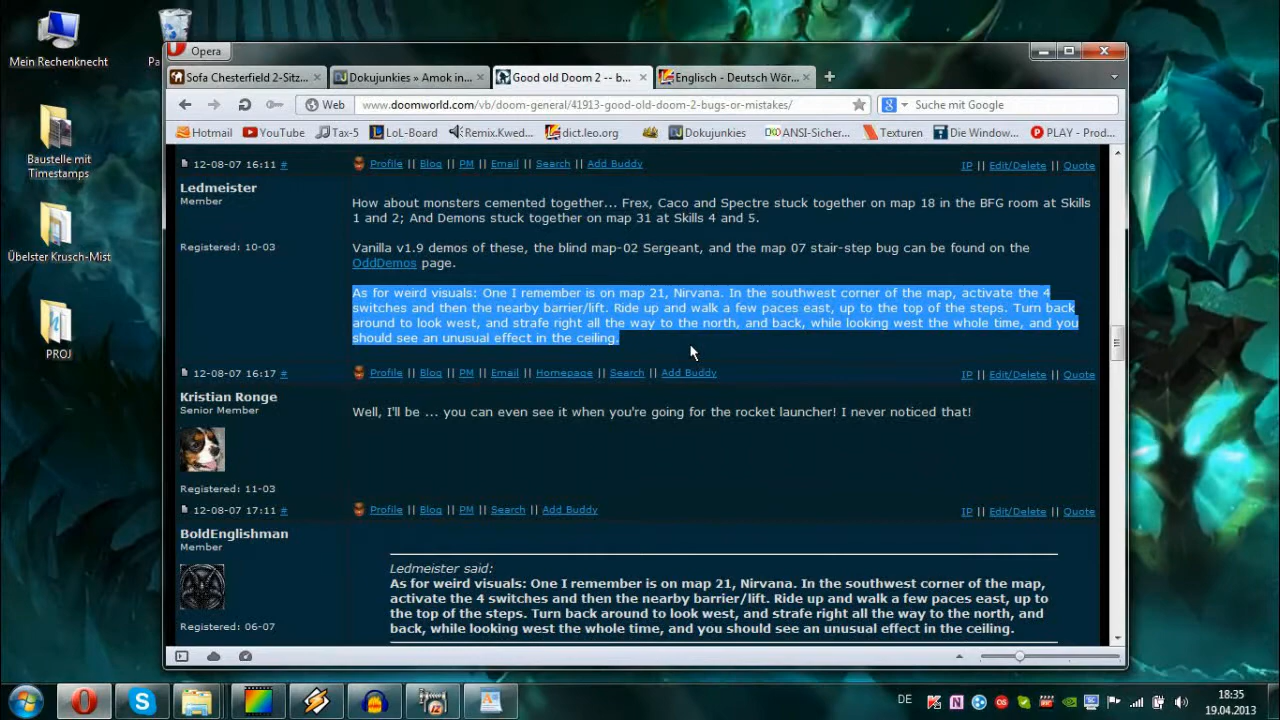 Mein Rechenknecht
Pa
Opera
Sofa Chesterfield 2-Sitz...
Dokujunkies » Amok in...
Good old Doom 2 -- b...
Englisch - Deutsch Wör...
Web
www.doomworld.com/vb/doom-general/41913-good-old-doom-2-bugs-or-mistakes/
Suche mit Google
Hotmail
YouTube
Tax-5
LoL-Board
Remix.Kwed...
dict.leo.org
Dokujunkies
ANSI-Sicher...
Texturen
Die Window...
PLAY - Prod...
Baustelle mit
Timestamps
Übelster Krusch-Mist
PROJ
12-08-07 16:11 #
Profile || Blog || PM || Email || Search || Add Buddy
IP || Edit/Delete || Quote
Ledmeister
Member
Registered: 10-03
How about monsters cemented together... Frex, Caco and Spectre stuck together on map 18 in the BFG room at Skills
1 and 2; And Demons stuck together on map 31 at Skills 4 and 5.
Vanilla v1.9 demos of these, the blind map-02 Sergeant, and the map 07 stair-step bug can be found on the
OddDemos page.
As for weird visuals: One I remember is on map 21, Nirvana. In the southwest corner of the map, activate the 4
switches and then the nearby barrier/lift. Ride up and walk a few paces east, up to the top of the steps. Turn back
around to look west, and strafe right all the way to the north, and back, while looking west the whole time, and you
should see an unusual effect in the ceiling.
12-08-07 16:17 #
Profile || Blog || PM || Email || Homepage || Search || Add Buddy
IP || Edit/Delete || Quote
Kristian Ronge
Senior Member
Registered: 11-03
Well, I'll be ... you can even see it when you're going for the rocket launcher! I never noticed that!
12-08-07 17:11 #
Profile || Blog || PM || Search || Add Buddy
IP || Edit/Delete || Quote
BoldEnglishman
Member
Registered: 06-07
Ledmeister said:
As for weird visuals: One I remember is on map 21, Nirvana. In the southwest corner of the map,
activate the 4 switches and then the nearby barrier/lift. Ride up and walk a few paces east, up to
the top of the steps. Turn back around to look west, and strafe right all the way to the north, and
back, while looking west the whole time, and you should see an unusual effect in the ceiling.
DE
18:35
19.04.2013